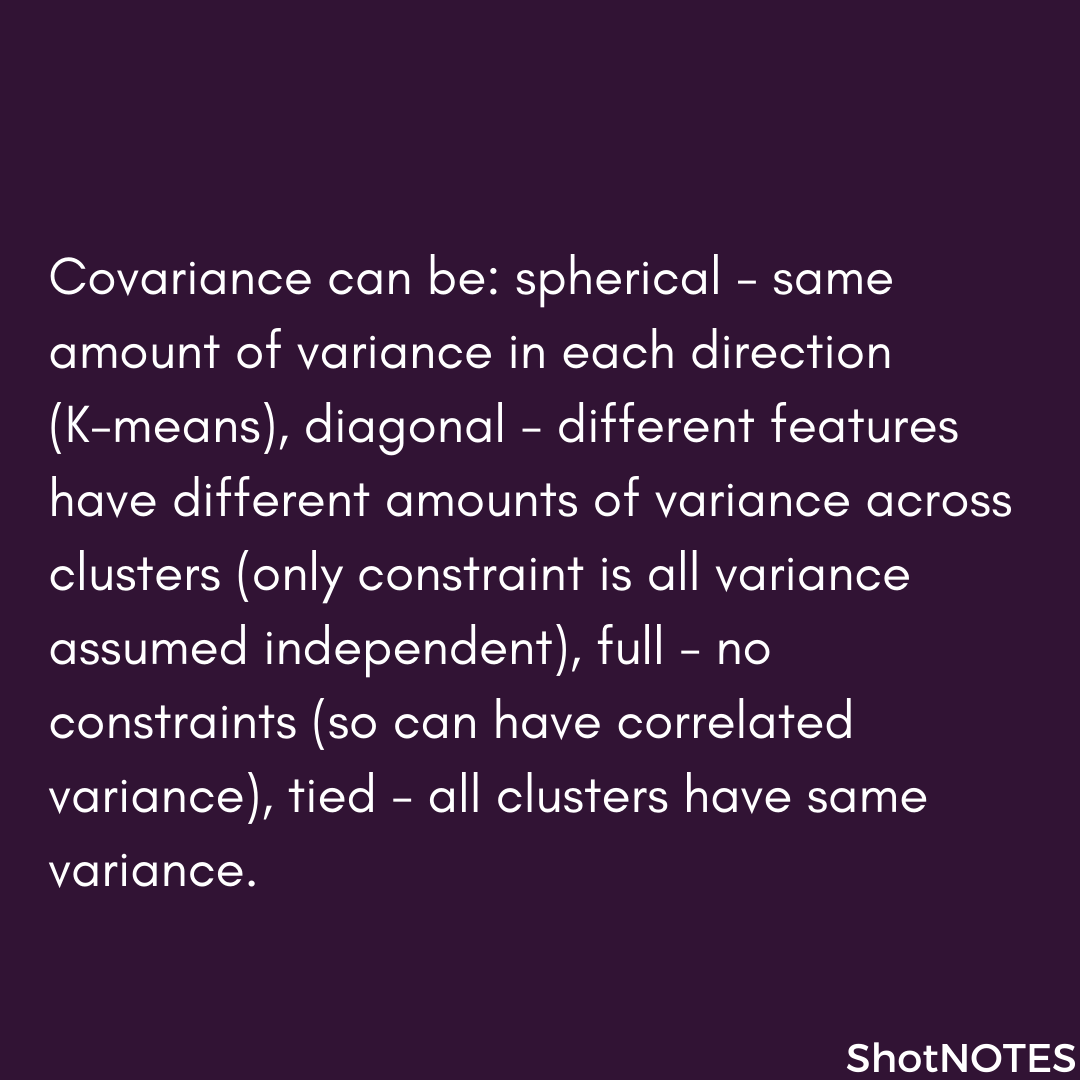 Covariance can be: spherical - same
amount of variance in each direction
(K-means), diagonal - different features
have different amounts of variance across
clusters (only constraint is all variance
assumed independent), full - no
constraints (so can have correlated
variance), tied - all clusters have same
variance.
ShotNOTES